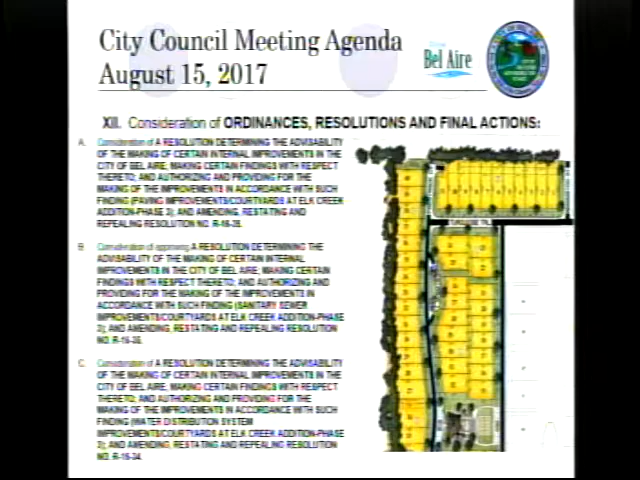 City Council Meeting Agenda
August 15, 2017
Bel Aire
XII. Consideration of ORDINANCES, RESOLUTIONS AND FINAL ACTIONS:
A. Consideration of A RESOLUTION DETERMINING THE ADVISABILITY
OF THE MAKING OF CERTAIN INTERNAL IMPROVEMENTS IN THE
CITY OF BEL AIRE; MAKING CERTAIN FINDINGS WITH RESPECT
THERETO; AND AUTHORIZING AND PROVIDING FOR THE
MAKING OF THE IMPROVEMENTS IN ACCORDANCE WITH SUCH
FINDING (PAVING IMPROVEMENTS/COURTYARDS AT ELK CREEK
ADDITION-PHASE 3); AND AMENDING, RESTATING AND
REPEALING RESOLUTION NO. R-16-35.
B. Consideration of approving A RESOLUTION DETERMINING THE
ADVISABILITY OF THE MAKING OF CERTAIN INTERNAL
IMPROVEMENTS IN THE CITY OF BEL AIRE; MAKING CERTAIN
FINDINGS WITH RESPECT THERETO; AND AUTHORIZING AND
PROVIDING FOR THE MAKING OF THE IMPROVEMENTS IN
ACCORDANCE WITH SUCH FINDING (SANITARY SEWER
IMPROVEMENTS/COURTYARDS AT ELK CREEK ADDITION-PHASE
3); AND AMENDING, RESTATING AND REPEALING RESOLUTION
NO. R-16-36.
C. Consideration of A RESOLUTION DETERMINING THE ADVISABILITY
OF THE MAKING OF CERTAIN INTERNAL IMPROVEMENTS IN THE
CITY OF BEL AIRE; MAKING CERTAIN FINDINGS WITH RESPECT
THERETO; AND AUTHORIZING AND PROVIDING FOR THE
MAKING OF THE IMPROVEMENTS IN ACCORDANCE WITH SUCH
FINDING (WATER DISTRIBUTION SYSTEM
IMPROVEMENTS/COURTYARDS AT ELK CREEK ADDITION-PHASE
3); AND AMENDING, RESTATING AND REPEALING RESOLUTION
NO. R-16-34.